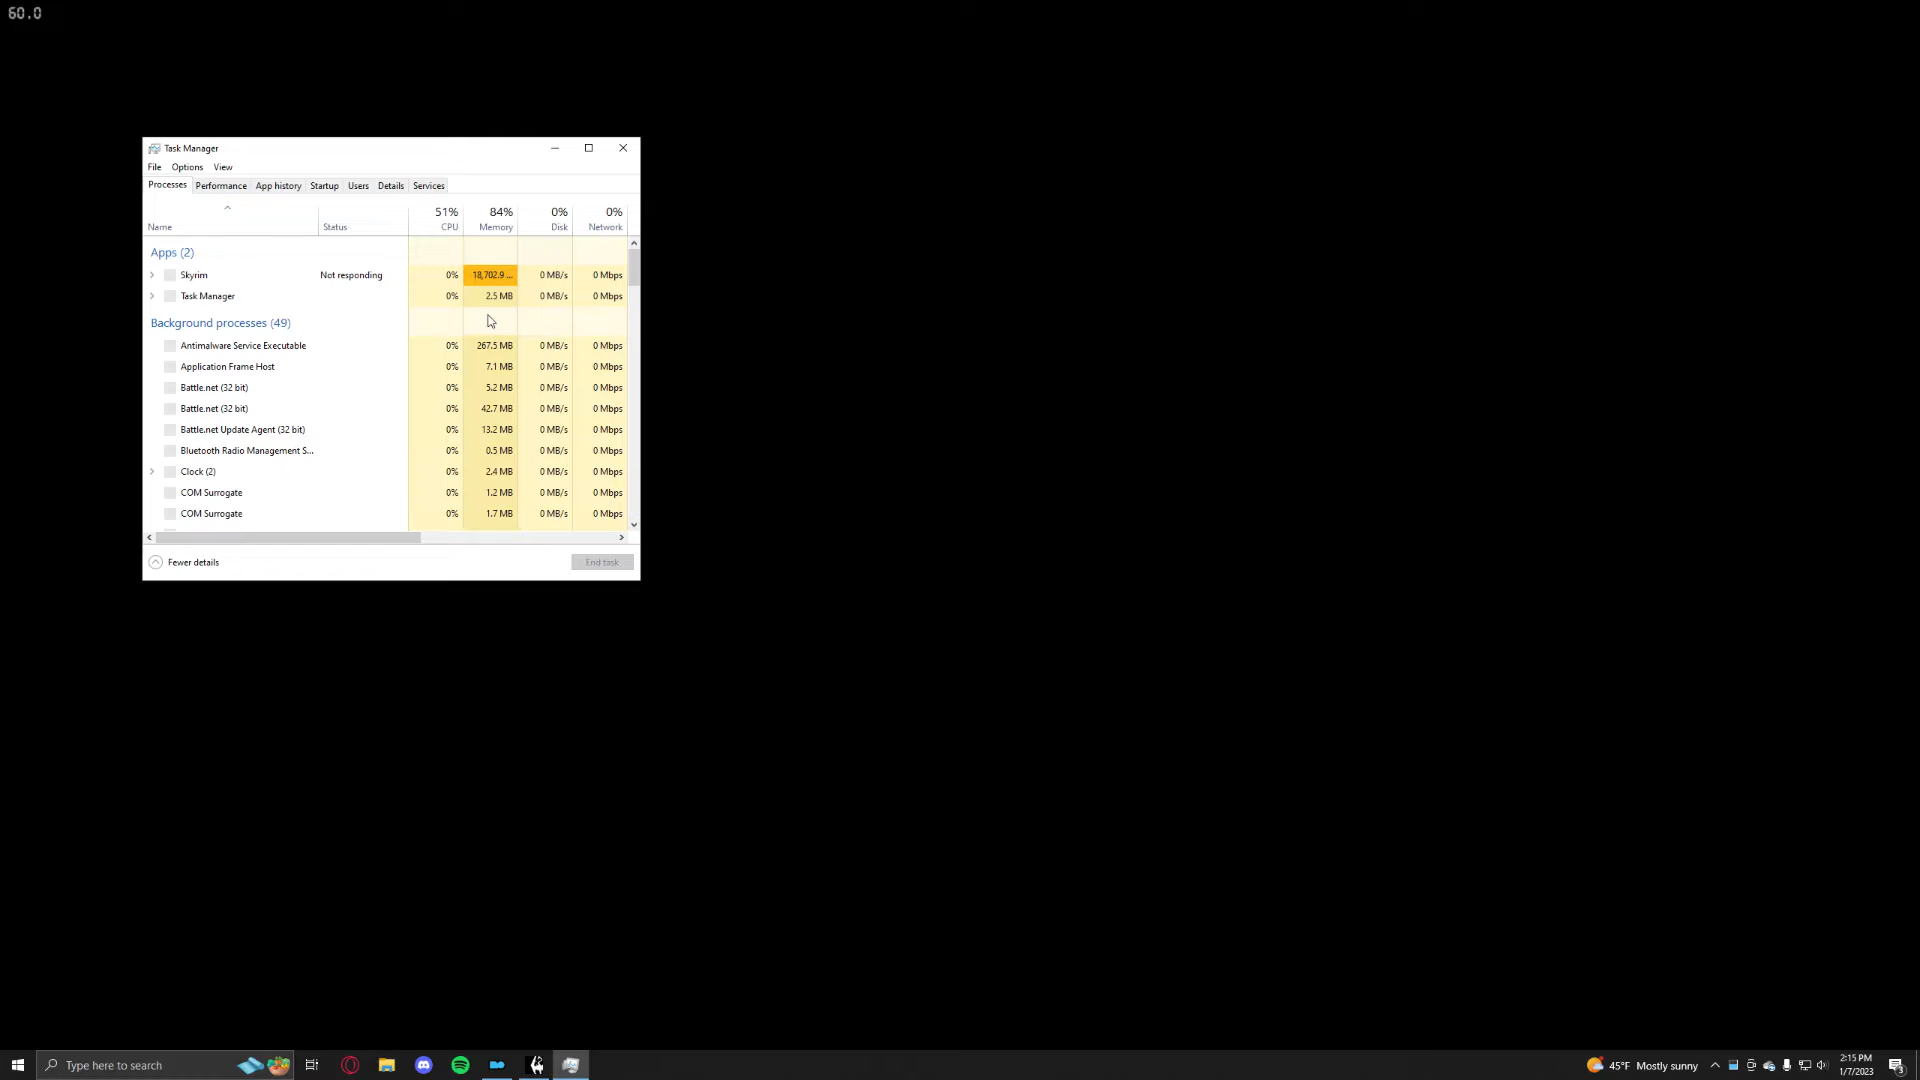 60.0
Task Manager
File Options View
Processes Performance App history Startup Users Details Services
51% 84% 0% 0%
Name Status CPU Memory Disk Network
Apps (2)
Skyrim Not responding 0% 18,702.9 ... 0 MB/s 0 Mbps
Task Manager 0% 2.5 MB 0 MB/s 0 Mbps
Background processes (49)
Antimalware Service Executable 0% 267.5 MB 0 MB/s 0 Mbps
Application Frame Host 0% 7.1 MB 0 MB/s 0 Mbps
Battle.net (32 bit) 0% 5.2 MB 0 MB/s 0 Mbps
Battle.net (32 bit) 0% 42.7 MB 0 MB/s 0 Mbps
Battle.net Update Agent (32 bit) 0% 13.2 MB 0 MB/s 0 Mbps
Bluetooth Radio Management S... 0% 0.5 MB 0 MB/s 0 Mbps
Clock (2) 0% 2.4 MB 0 MB/s 0 Mbps
COM Surrogate 0% 1.2 MB 0 MB/s 0 Mbps
COM Surrogate 0% 1.7 MB 0 MB/s 0 Mbps
Fewer details End task
Type here to search 45°F Mostly sunny 2:15 PM
1/7/2023 3